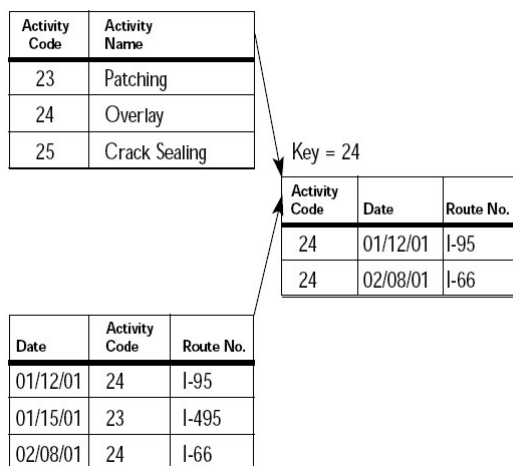 Activity Code Activity Name
23 Patching
24 Overlay
25 Crack Sealing
Key = 24
Activity Code Date Route No.
24 01/12/01 I-95
24 02/08/01 I-66
Date Activity Code Route No.
01/12/01 24 I-95
01/15/01 23 I-495
02/08/01 24 I-66